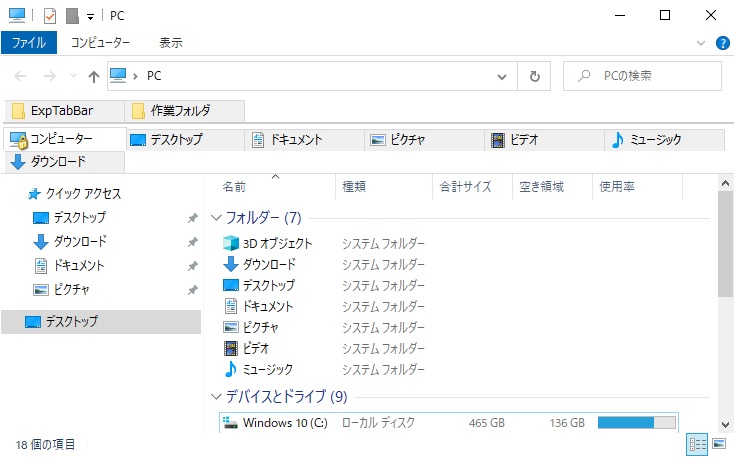 PC
ファイル コンピューター 表示
PC PCの検索
ExpTabBar 作業フォルダ
コンピューター デスクトップ ドキュメント ピクチャ ビデオ ミュージック
ダウンロード
クイック アクセス
デスクトップ
ダウンロード
ドキュメント
ピクチャ
デスクトップ
名前 種類 合計サイズ 空き領域 使用率
フォルダー (7)
3D オブジェクト システム フォルダー
ダウンロード システム フォルダー
デスクトップ システム フォルダー
ドキュメント システム フォルダー
ピクチャ システム フォルダー
ビデオ システム フォルダー
ミュージック システム フォルダー
デバイスとドライブ (9)
Windows 10 (C:) ローカル ディスク 465 GB 136 GB
18 個の項目